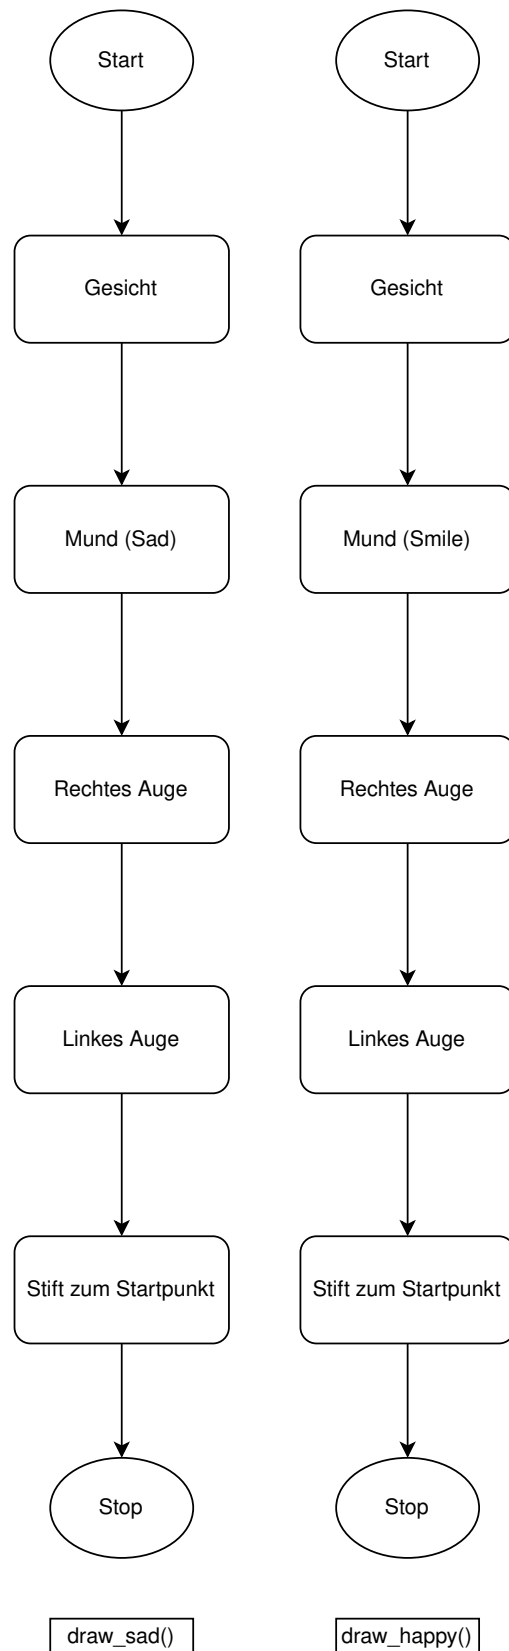 Start
Gesicht
Mund (Sad)
Rechtes Auge
Linkes Auge
Stift zum Startpunkt
Stop
draw_sad()
Start
Gesicht
Mund (Smile)
Rechtes Auge
Linkes Auge
Stift zum Startpunkt
Stop
draw_happy()